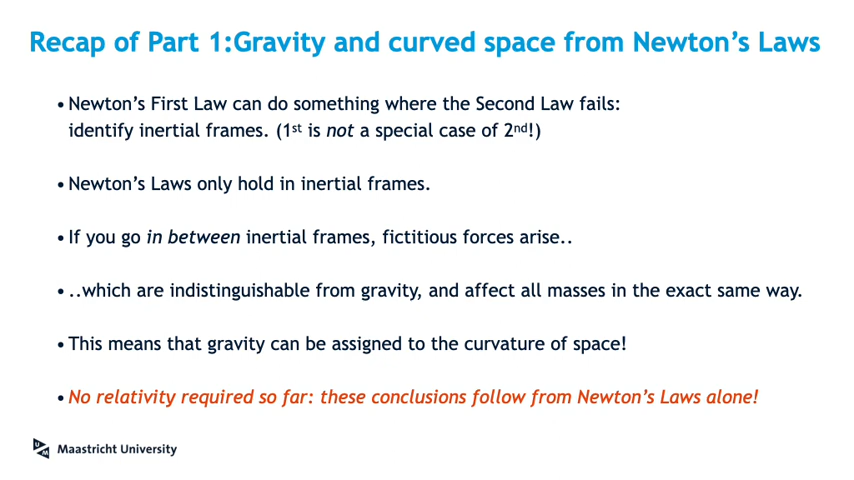 Recap of Part 1:Gravity and curved space from Newton's Laws
• Newton's First Law can do something where the Second Law fails:
identify inertial frames. (1st is not a special case of 2nd!)
• Newton's Laws only hold in inertial frames.
• If you go in between inertial frames, fictitious forces arise..
• ..which are indistinguishable from gravity, and affect all masses in the exact same way.
• This means that gravity can be assigned to the curvature of space!
• No relativity required so far: these conclusions follow from Newton's Laws alone!
U
M
Maastricht University